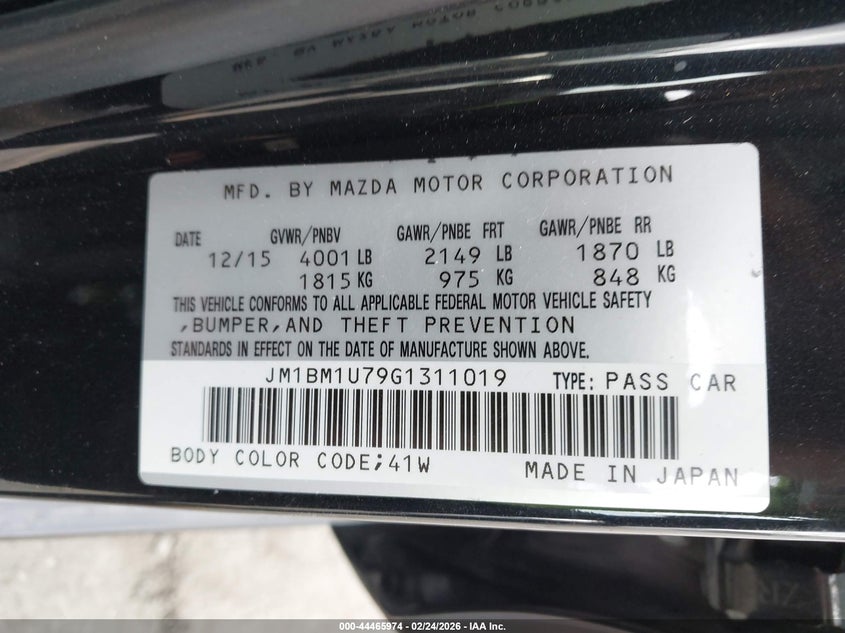 MFD. BY MAZDA MOTOR CORPORATION
DATE GVWR/PNBV GAWR/PNBE FRT GAWR/PNBE RR
12/15 4001 LB 2149 LB 1870 LB
1815 KG 975 KG 848 KG
THIS VEHICLE CONFORMS TO ALL APPLICABLE FEDERAL MOTOR VEHICLE SAFETY
,BUMPER,AND THEFT PREVENTION
STANDARDS IN EFFECT ON THE DATE OF MANUFACTURE SHOWN ABOVE.
JM1BM1U79G1311019 TYPE: PASS CAR
BODY COLOR CODE;41W
MADE IN JAPAN
000-44465974 - 02/24/2026 - IAA Inc.